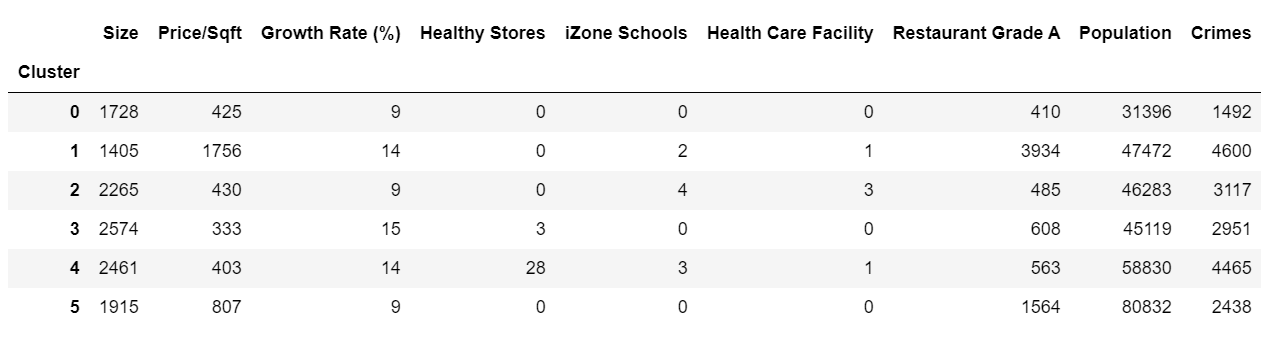 Size Price/Sqft Growth Rate (%) Healthy Stores iZone Schools Health Care Facility Restaurant Grade A Population Crimes
Cluster
0 1728 425 9 0 0 0 410 31396 1492
1 1405 1756 14 0 2 1 3934 47472 4600
2 2265 430 9 0 4 3 485 46283 3117
3 2574 333 15 3 0 0 608 45119 2951
4 2461 403 14 28 3 1 563 58830 4465
5 1915 807 9 0 0 0 1564 80832 2438